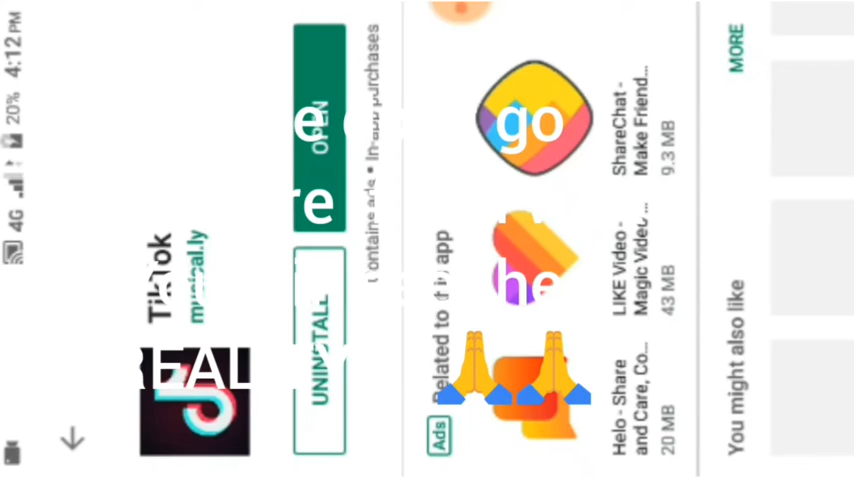 4G 20% 4:12 PM
TikTok
musical.ly
UNINSTALL
OPEN
Contains ads • In-app purchases
Ads
Related to this app
Helo - Share
and Care, Co...
20 MB
LIKE Video -
Magic Video ...
43 MB
ShareChat -
Make Friend...
9.3 MB
You might also like
MORE
go
REAL
🙏🙏